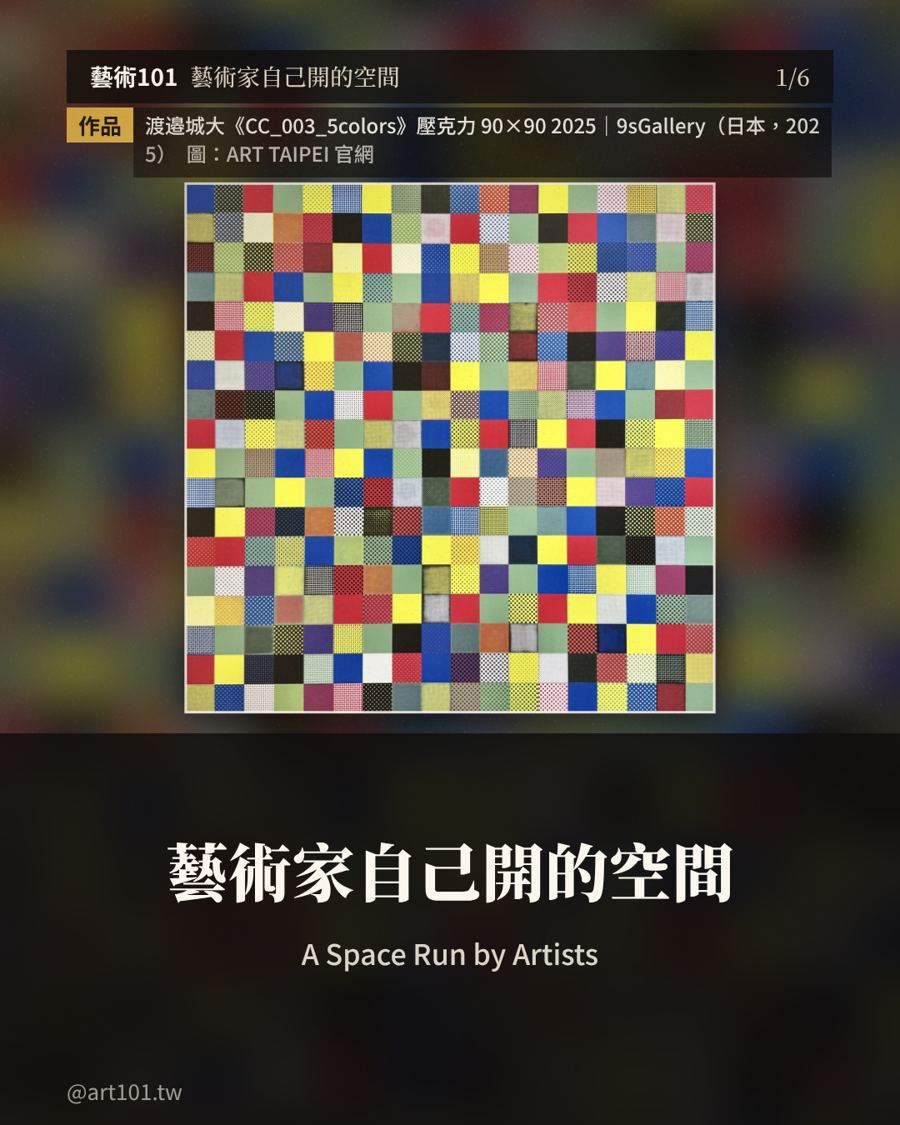 藝術101 藝術家自己開的空間 1/6
作品 渡邉城大《CC_003_5colors》壓克力 90×90 2025｜9sGallery（日本，202
5） 圖：ART TAIPEI 官網
藝術家自己開的空間
A Space Run by Artists
@art101.tw